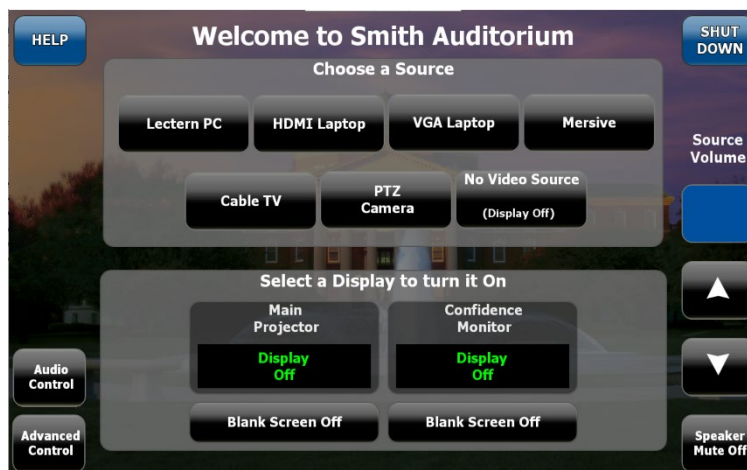 HELP
Welcome to Smith Auditorium
SHUT
DOWN
Choose a Source
Lectern PC
HDMI Laptop
VGA Laptop
Mersive
Source
Volume
Cable TV
PTZ
Camera
No Video Source
(Display Off)
Select a Display to turn it On
Main
Projector
Confidence
Monitor
Display
Off
Display
Off
Audio
Control
Blank Screen Off
Blank Screen Off
Advanced
Control
Speaker
Mute Off